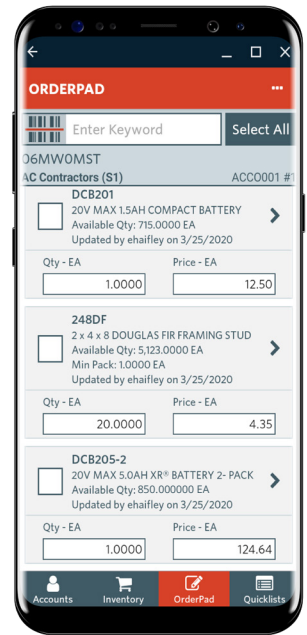 ORDERPAD
Enter Keyword
Select All
06MW0MST
AC Contractors (S1) ACCO001 #1
DCB201
20V MAX 1.5AH COMPACT BATTERY
Available Qty: 715.0000 EA
Updated by ehaifley on 3/25/2020
Qty - EA Price - EA
1.0000 12.50
248DF
2 x 4 x 8 DOUGLAS FIR FRAMING STUD
Available Qty: 5,123.0000 EA
Min Pack: 1.0000 EA
Updated by ehaifley on 3/25/2020
Qty - EA Price - EA
20.0000 4.35
DCB205-2
20V MAX 5.0AH XR® BATTERY 2- PACK
Available Qty: 850.000000 EA
Updated by ehaifley on 3/25/2020
Qty - EA Price - EA
1.0000 124.64
Accounts Inventory OrderPad Quicklists